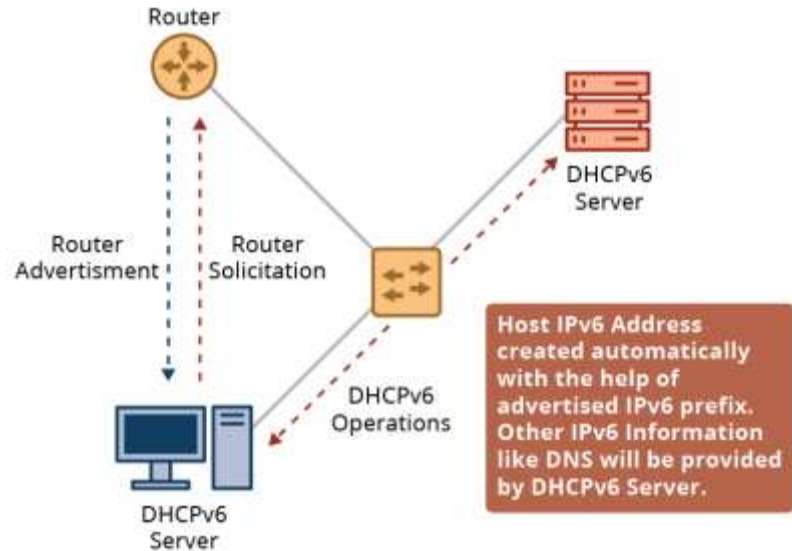 Router
DHCPv6
Server
Router
Advertisment
Router
Solicitation
DHCPv6
Operations
Host IPv6 Address
created automatically
with the help of
advertised IPv6 prefix.
Other IPv6 Information
like DNS will be provided
by DHCPv6 Server.
DHCPv6
Server